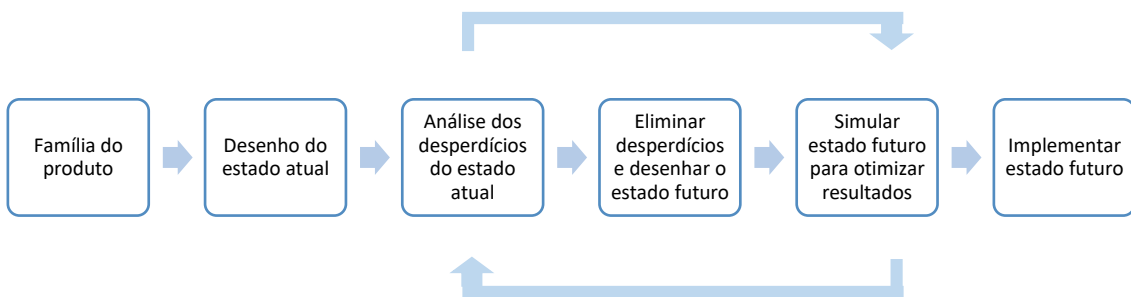 Família do
produto
Desenho do
estado atual
Análise dos
desperdícios
do estado
atual
Eliminar
desperdícios
e desenhar o
estado futuro
Simular
estado futuro
para otimizar
resultados
Implementar
estado futuro